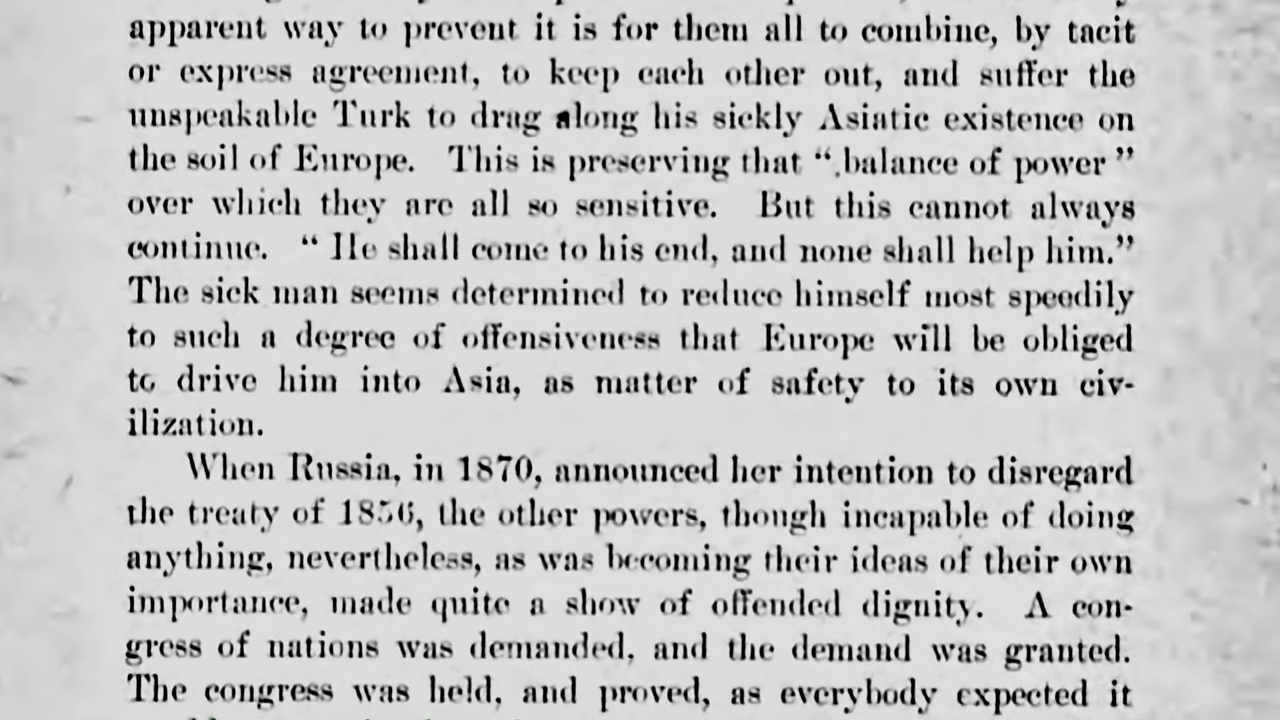 apparent way to prevent it is for them all to combine, by tacit
or express agreement, to keep each other out, and suffer the
unspeakable Turk to drag along his sickly Asiatic existence on
the soil of Europe. This is preserving that “ balance of power ”
over which they are all so sensitive. But this cannot always
continue. “ He shall come to his end, and none shall help him.”
The sick man seems determined to reduce himself most speedily
to such a degree of offensiveness that Europe will be obliged
to drive him into Asia, as matter of safety to its own civ-
ilization.
When Russia, in 1870, announced her intention to disregard
the treaty of 1856, the other powers, though incapable of doing
anything, nevertheless, as was becoming their ideas of their own
importance, made quite a show of offended dignity. A con-
gress of nations was demanded, and the demand was granted.
The congress was held, and proved, as everybody expected it